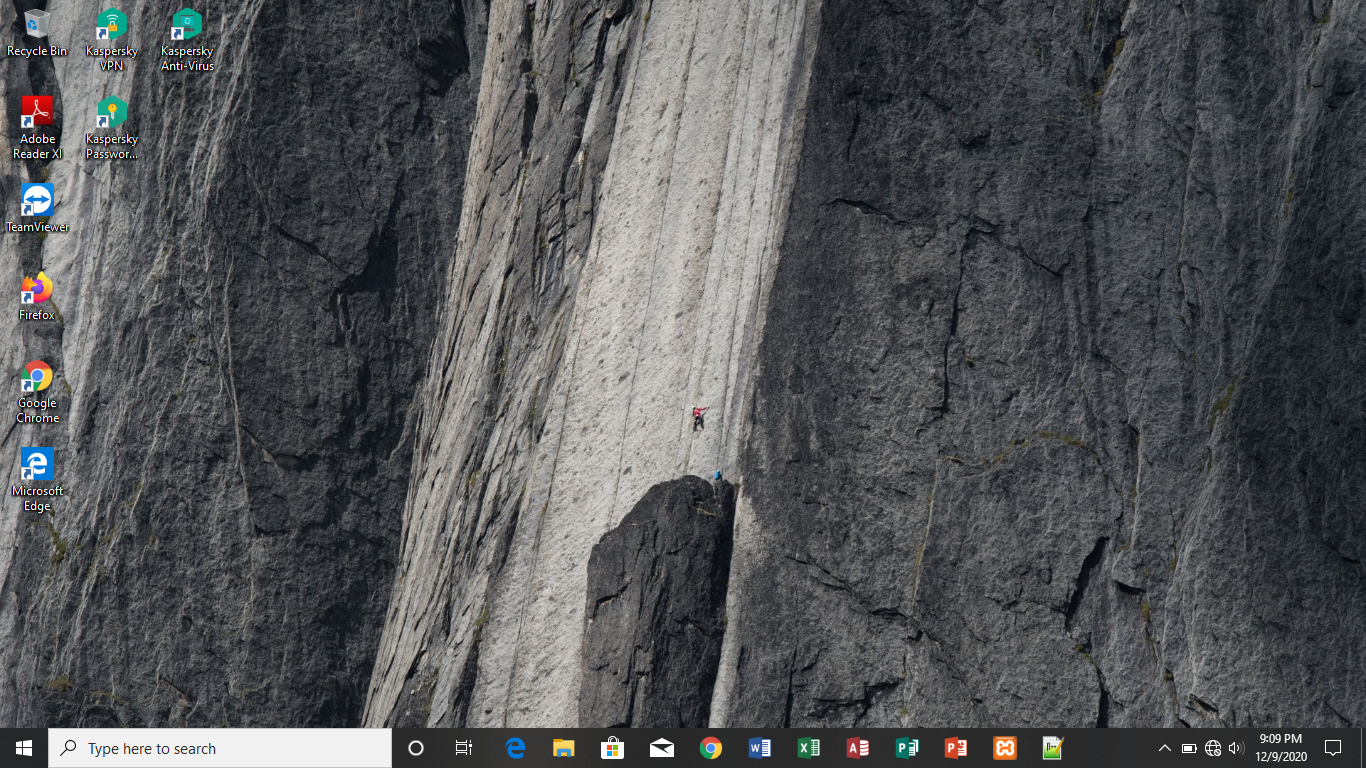 Recycle Bin
Kaspersky
VPN
Kaspersky
Anti-Virus
Adobe
Reader XI
Kaspersky
Passwor...
TeamViewer
Firefox
Google
Chrome
Microsoft
Edge
Type here to search
9:09 PM
12/9/2020